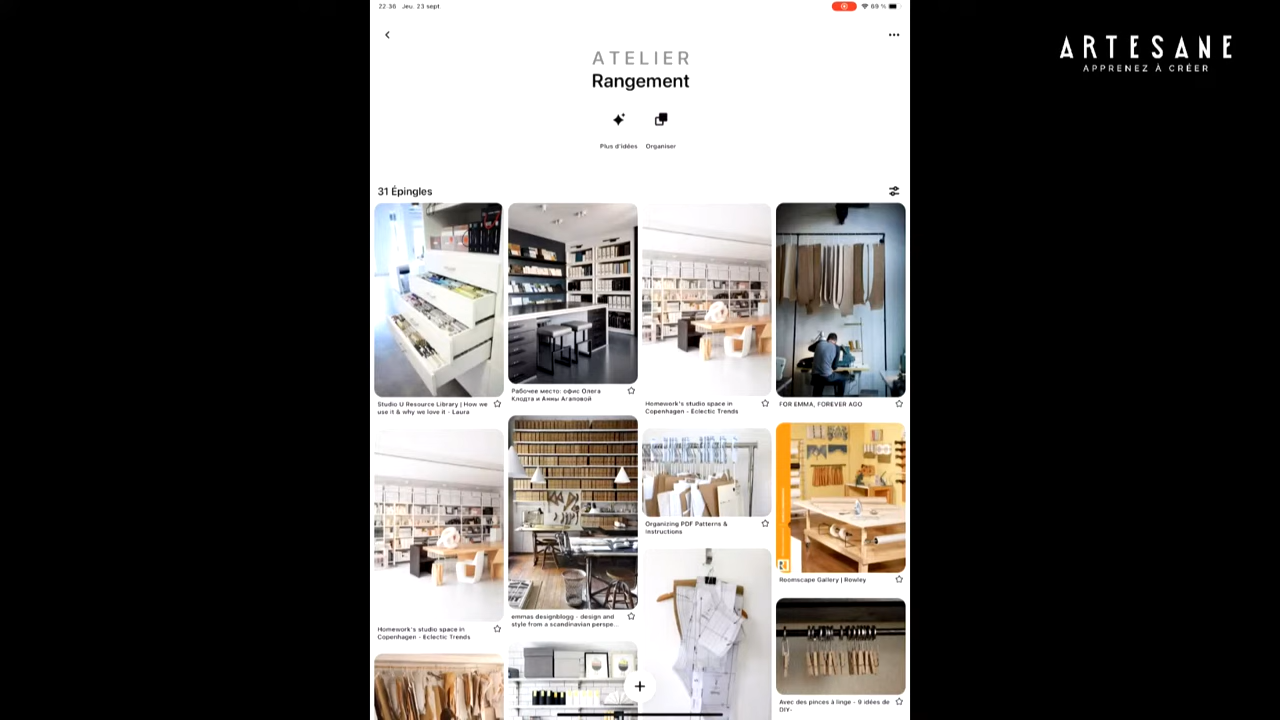 22:36 Jeu. 23 sept
69 %
ARTESANE
APPRENEZ À CRÉER
ATELIER
Rangement
Plus d'idées
Organiser
31 Épingles
Studio U Resource Library | How we
use it & why we love it - Laura
Рабочее место: офис Олега
Клодта и Анны Агаповой
Homework's studio space in
Copenhagen - Eclectic Trends
FOR EMMA, FOREVER AGO
Homework's studio space in
Copenhagen - Eclectic Trends
emmas designblogg - design and
style from a scandinavian perspe...
Organizing PDF Patterns &
Instructions
Roomscape Gallery | Rowley
Avec des pinces à linge - 9 idées de
DIY-